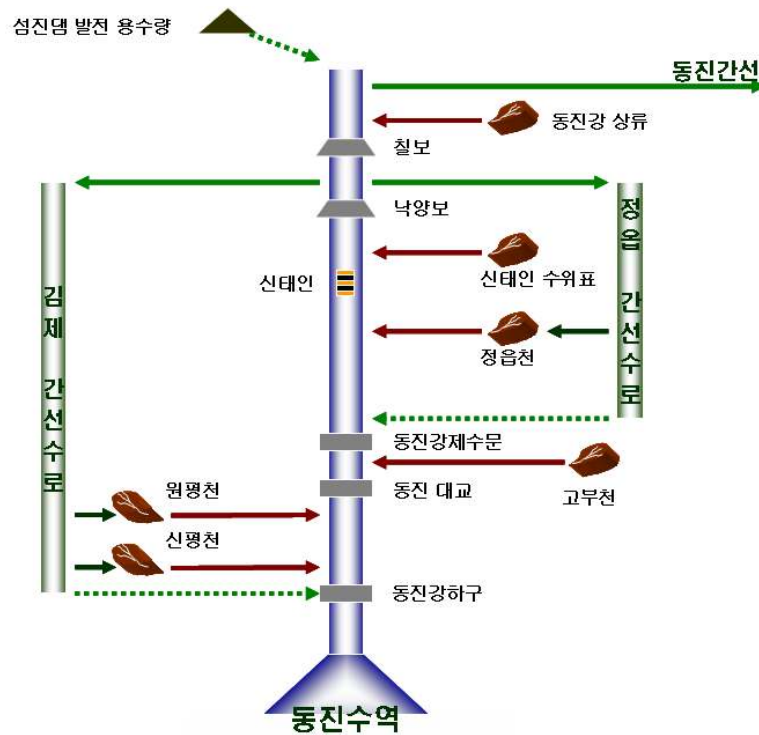 섬진댐 발전 용수량
동진간선
동진강 상류
칠보
낙양보
정읍 간선수로
신태인
신태인 수위표
김제 간선수로
정읍천
동진강제수문
원평천
동진 대교
고부천
신평천
동진강하구
동진수역